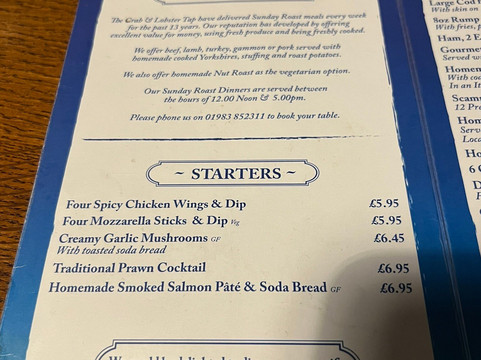 The Crab & Lobster Tap have delivered Sunday Roast meals every week
for the past 13 years. Our reputation has developed by offering
excellent value for money, using fresh produce and being freshly cooked.
We offer beef, lamb, turkey, gammon or pork served with
homemade cooked Yorkshires, stuffing and roast potatoes.
We also offer homemade Nut Roast as the vegetarian option.
Our Sunday Roast Dinners are served between
the hours of 12.00 Noon & 5.00pm.
Please phone us on 01983 852311 to book your table.
~ STARTERS ~
Four Spicy Chicken Wings & Dip £5.95
Four Mozzarella Sticks & Dip Veg £5.95
Creamy Garlic Mushrooms GF £6.45
With toasted soda bread
Traditional Prawn Cocktail £6.95
Homemade Smoked Salmon Pâté & Soda Bread GF £6.95
Large Cod
With skin
8oz Rump
With fries,
Ham, 2 E
Gourme
Served w
Homem
With coc
In an It
Scam
12 Pre
Hom
Serv
Loca
Ho
6